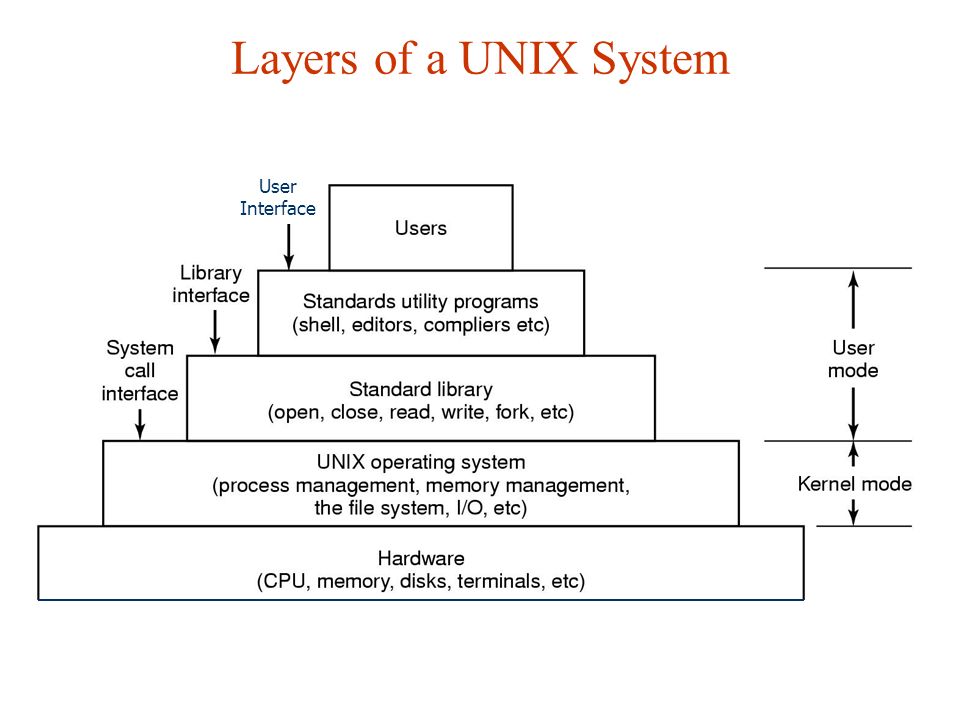 Layers of a UNIX System
User
Interface
Users
Library
interface
Standards utility programs
(shell, editors, compliers etc)
System
call
interface
Standard library
(open, close, read, write, fork, etc)
User
mode
UNIX operating system
(process management, memory management,
the file system, I/O, etc)
Kernel mode
Hardware
(CPU, memory, disks, terminals, etc)